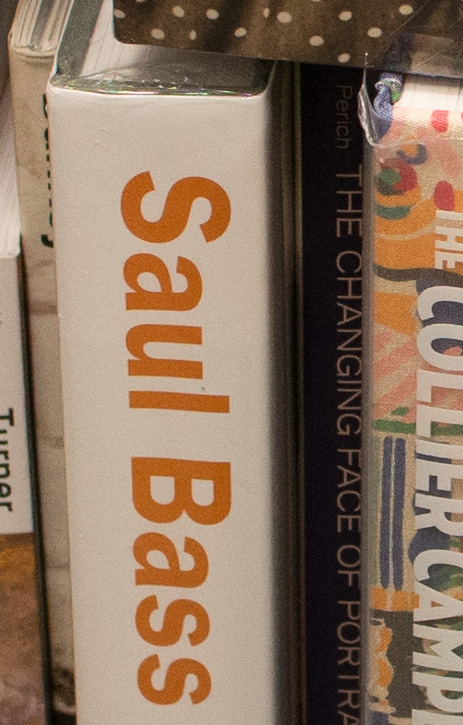 Turner
Saul Bass
Perich THE CHANGING FACE OF PORTRA
THE COLLIER CAMP